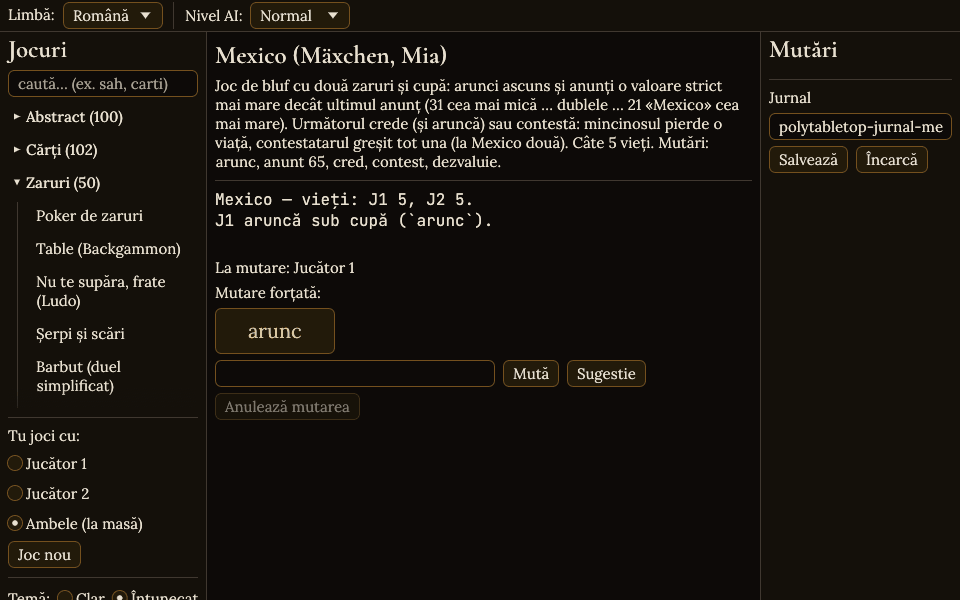 Limbă: Română ▼ Nivel AI: Normal ▼
Jocuri
caută... (ex. sah, carti)
▸ Abstract (100)
▸ Cărți (102)
▾ Zaruri (50)
Poker de zaruri
Table (Backgammon)
Nu te supăra, frate
(Ludo)
Șerpi și scări
Barbut (duel
simplificat)
Tu joci cu:
Jucător 1
Jucător 2
Ambele (la masă)
Joc nou
Temă: Clar Întunecat
Mexico (Mäxchen, Mia)
Joc de bluf cu două zaruri și cupă: arunci ascuns și anunți o valoare strict
mai mare decât ultimul anunț (31 cea mai mică ... dublele ... 21 «Mexico» cea
mai mare). Următorul crede (și aruncă) sau contestă: mincinosul pierde o
viață, contestatarul greșit tot una (la Mexico două). Câte 5 vieți. Mutări:
arunc, anunt 65, cred, contest, dezvaluie.
Mexico — vieți: J1 5, J2 5.
J1 aruncă sub cupă (`arunc`).
La mutare: Jucător 1
Mutare forțată:
arunc
Mută Sugestie
Anulează mutarea
Mutări
Jurnal
polytabletop-jurnal-me
Salvează Încarcă